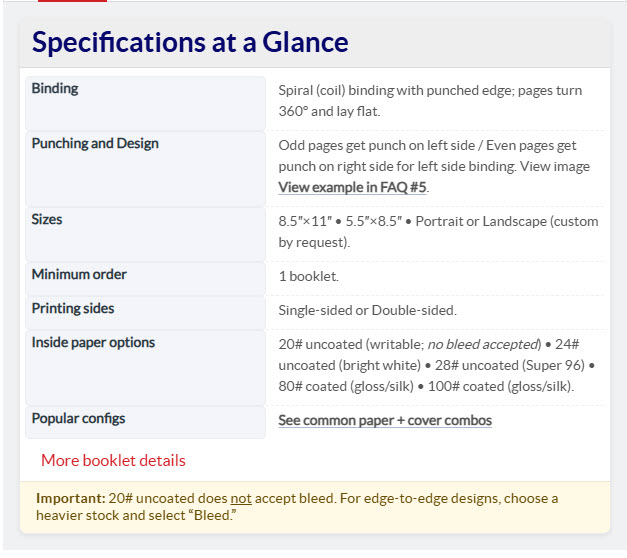 Specifications at a Glance
Binding
Spiral (coil) binding with punched edge; pages turn
360° and lay flat.
Punching and Design
Odd pages get punch on left side / Even pages get
punch on right side for left side binding. View image
View example in FAQ #5.
Sizes
8.5″×11″ • 5.5″×8.5″ • Portrait or Landscape (custom
by request).
Minimum order
1 booklet.
Printing sides
Single-sided or Double-sided.
Inside paper options
20# uncoated (writable; no bleed accepted) • 24#
uncoated (bright white) • 28# uncoated (Super 96) •
80# coated (gloss/silk) • 100# coated (gloss/silk).
Popular configs
See common paper + cover combos
More booklet details
Important: 20# uncoated does not accept bleed. For edge-to-edge designs, choose a
heavier stock and select “Bleed.”